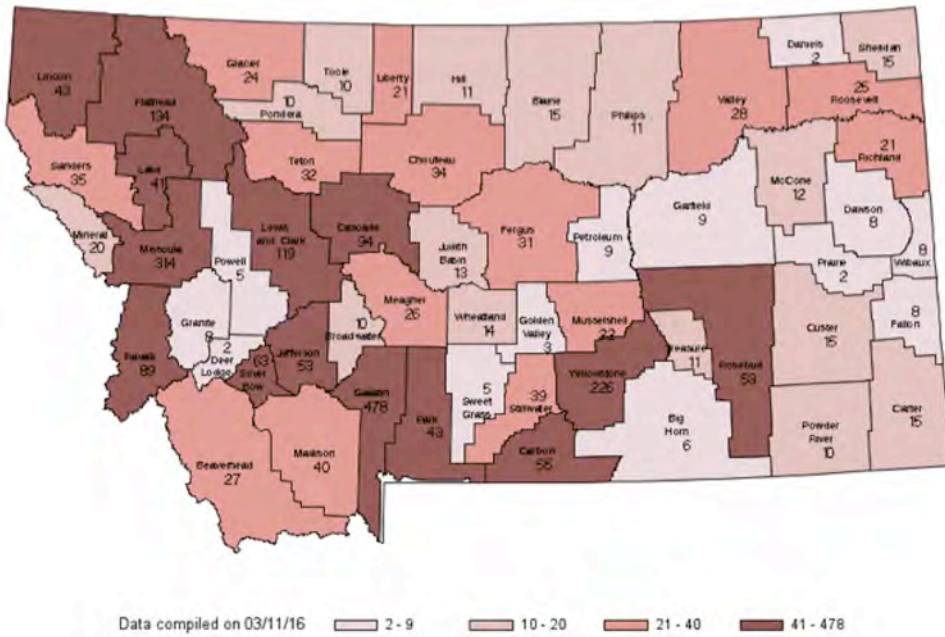 Lincoln
43
Flathead
194
Glacier
24
Toole
10
10
Pondera
Liberty
21
Hill
11
Blaine
15
Phillips
11
Valley
28
Daniels
2
Sheridan
15
25
Roosevelt
Sanders
35
Lake
41
Teton
32
Chouteau
34
21
Richland
McCone
12
Garfield
9
Dawson
8
8
Wibaux
Prairie
2
Mineral
20
Missoula
314
Powell
5
Lewis
and Clark
119
Cascade
94
Judith
Basin
13
Fergus
31
Petroleum
9
Granite
8
2
Deer
Lodge
63
Silver
Bow
Jefferson
53
10
Broadwater
Meagher
26
Wheatland
14
Golden
Valley
3
Musselshell
22
Treasure
11
Rosebud
Custer
15
8
Fallon
Ravalli
89
Gallatin
478
Park
43
5
Sweet
Grass
39
Stillwater
Yellowstone
226
Carbon
Big
Horn
6
Powder
River
10
Carter
15
Beaverhead
27
Madison
40
Data compiled on 03/11/16
2 - 9
10 - 20
21 - 40
41 - 478